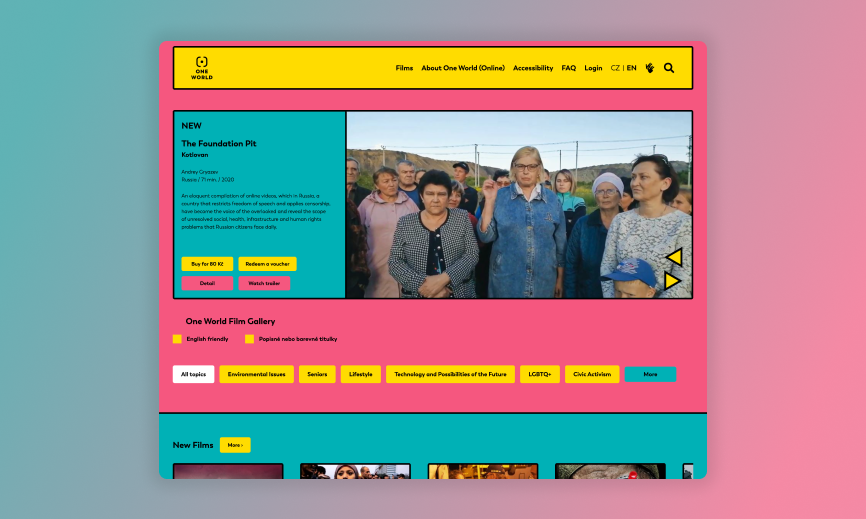 ONE
WORLD
Films About One World (Online) Accessibility FAQ Login CZ | EN
NEW
The Foundation Pit
Kotlovan
Andrey Gryazev
Russia / 71 min. / 2020
An eloquent compilation of online videos, which in Russia, a
country that restricts freedom of speech and applies censorship,
have become the voice of the overlooked and reveal the scope
of unresolved social, health, infrastructure and human rights
problems that Russian citizens face daily.
Buy for 80 Kč Redeem a voucher
Detail Watch trailer
One World Film Gallery
English friendly Popisné nebo barevné titulky
All topics Environmental Issues Seniors Lifestyle Technology and Possibilities of the Future LGBTQ+ Civic Activism More
New Films More ›